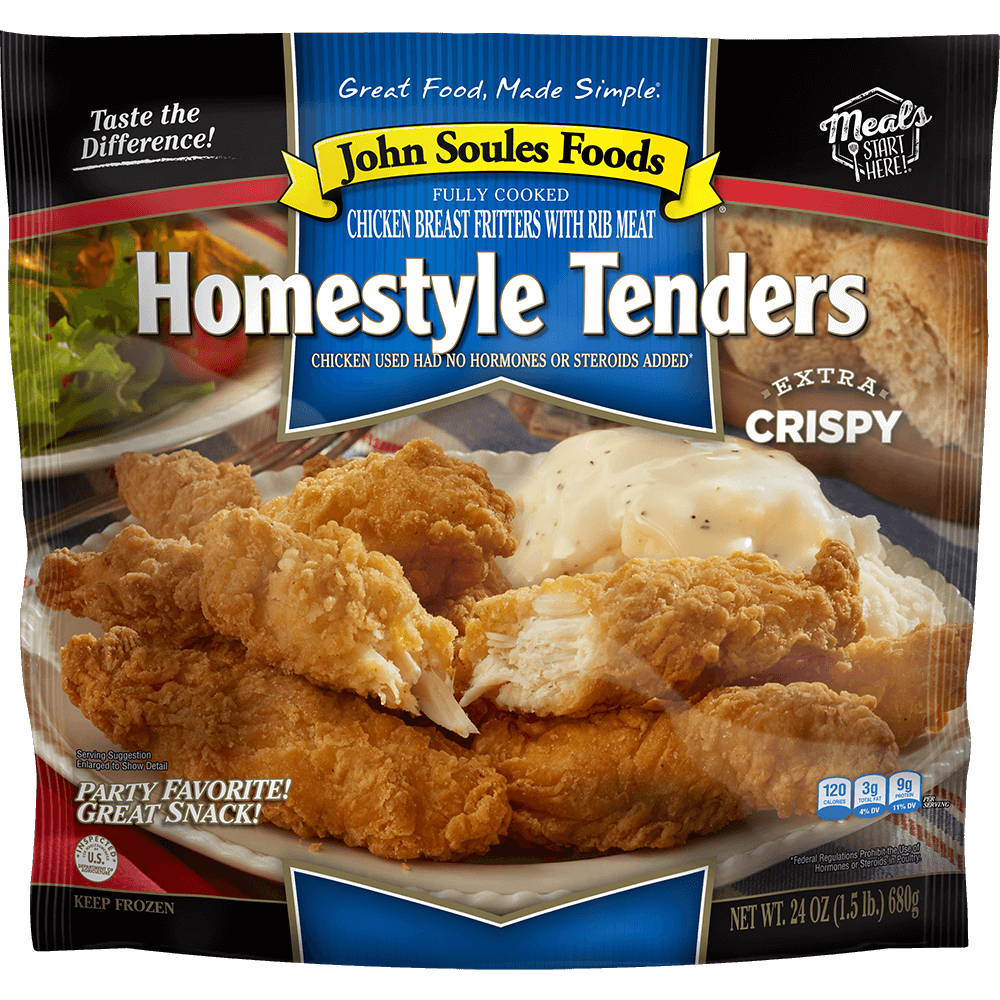 Great Food, Made Simple.®
Taste the
Difference!
Meals
START
HERE!®
John Soules Foods
®
FULLY COOKED
CHICKEN BREAST FRITTERS WITH RIB MEAT
Homestyle Tenders
CHICKEN USED HAD NO HORMONES OR STEROIDS ADDED*
EXTRA
CRISPY
Serving Suggestion
Enlarged to Show Detail
PARTY FAVORITE!
GREAT SNACK!
120
CALORIES
3g
TOTAL FAT
4% DV
9g
PROTEIN
11% DV
PER
SERVING
INSPECTED
U.S.
DEPARTMENT OF
AGRICULTURE
*Federal Regulations Prohibit the Use of
Hormones or Steroids in Poultry.
KEEP FROZEN
NET WT. 24 OZ (1.5 lb.) 680g